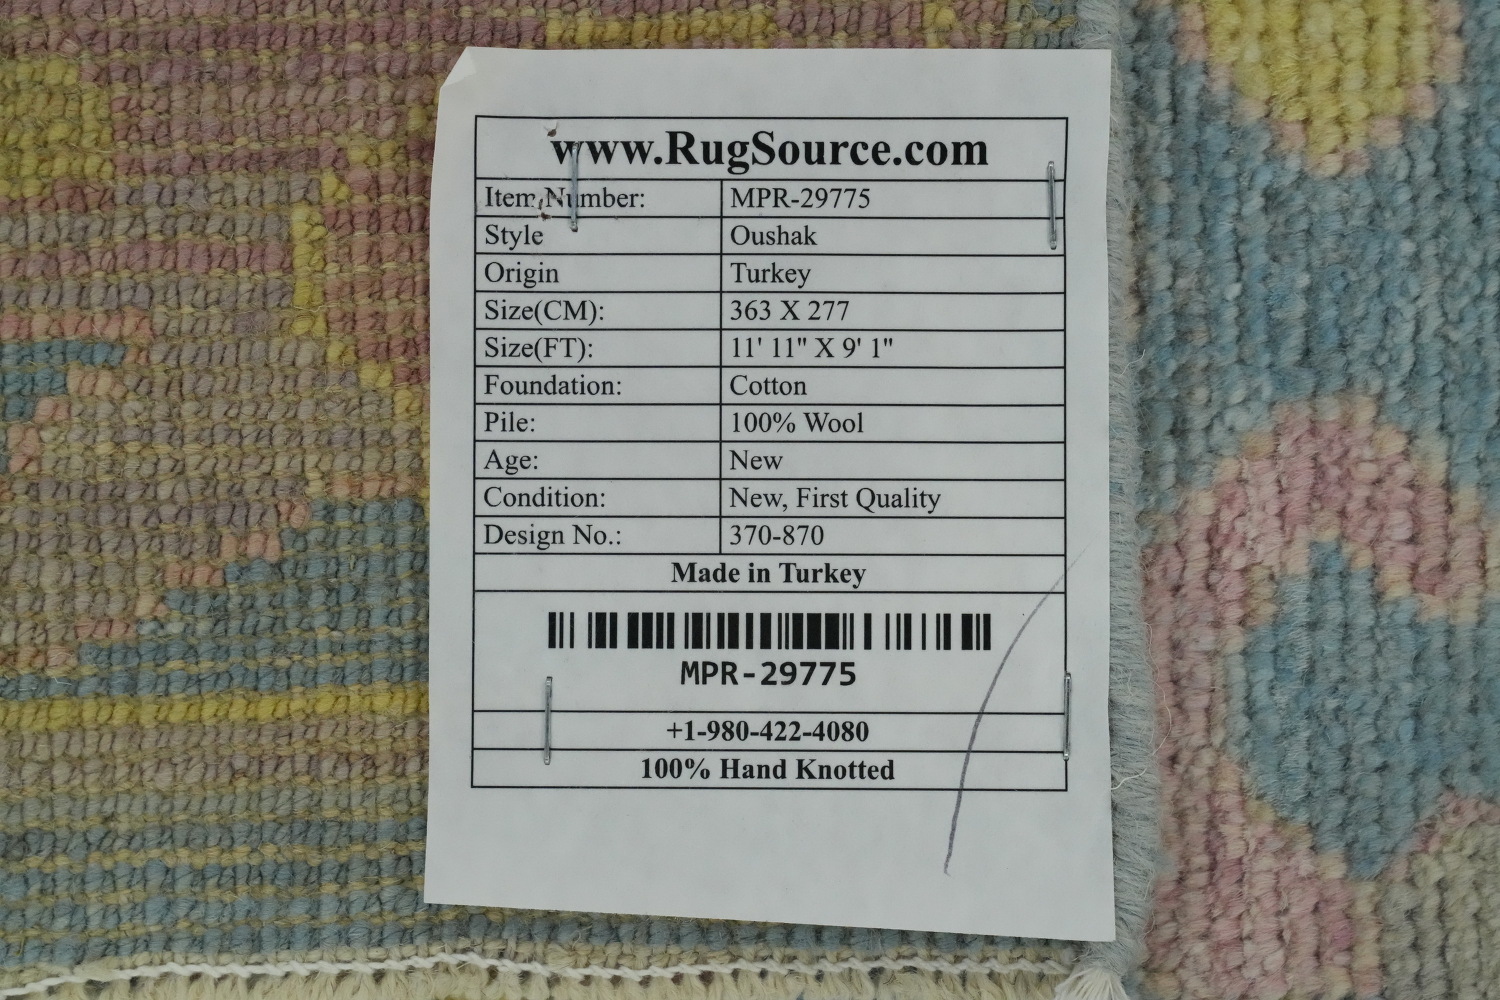 www.RugSource.com
Item Number: MPR-29775
Style Oushak
Origin Turkey
Size(CM): 363 X 277
Size(FT): 11' 11" X 9' 1"
Foundation: Cotton
Pile: 100% Wool
Age: New
Condition: New, First Quality
Design No.: 370-870
Made in Turkey
MPR-29775
+1-980-422-4080
100% Hand Knotted